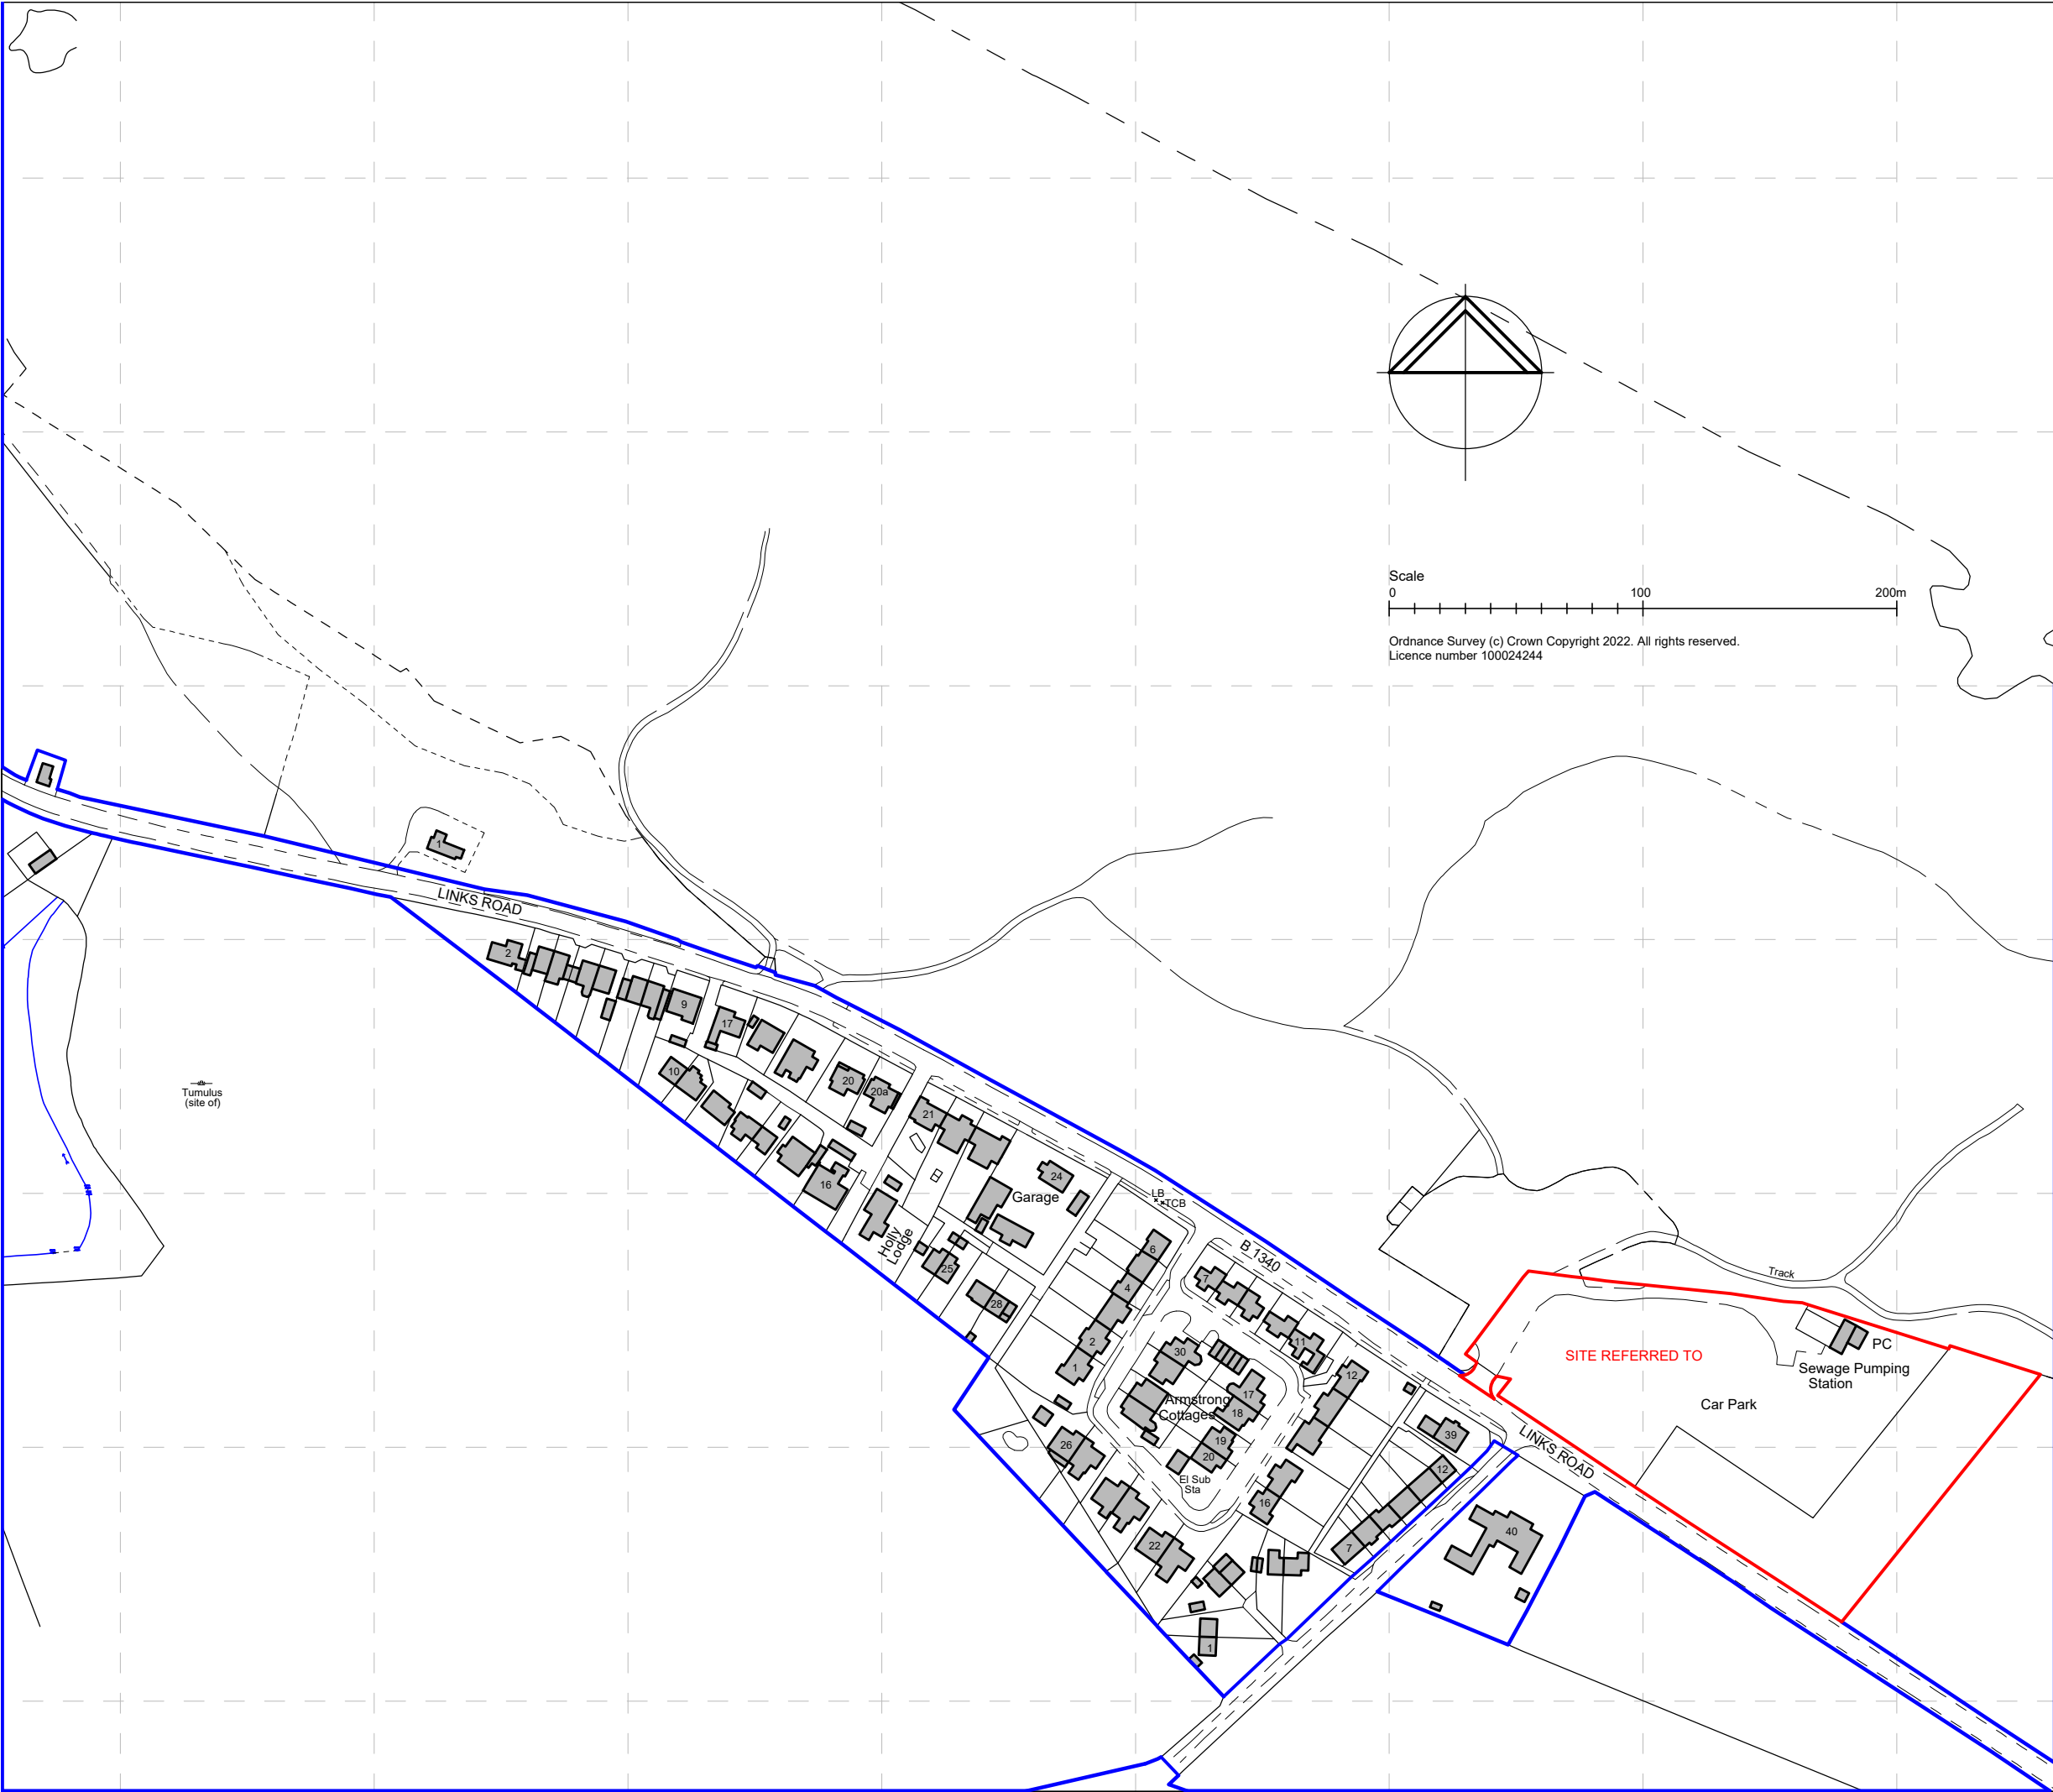 Scale
0 100 200m
Ordnance Survey (c) Crown Copyright 2022. All rights reserved.
Licence number 100024244
1
LINKS ROAD
2
9
17
10
20
20a
21
16
24
Garage
Holly
Lodge
25
28
Tumulus
(site of)
LB
TCB
B 1340
6
4
2
1
7
11
30
12
17
Armstrong
18
Cottages
19
20
El Sub
Sta
26
22
16
39
12
7
40
1
Track
SITE REFERRED TO
PC
Sewage Pumping
Station
Car Park
LINKS ROAD